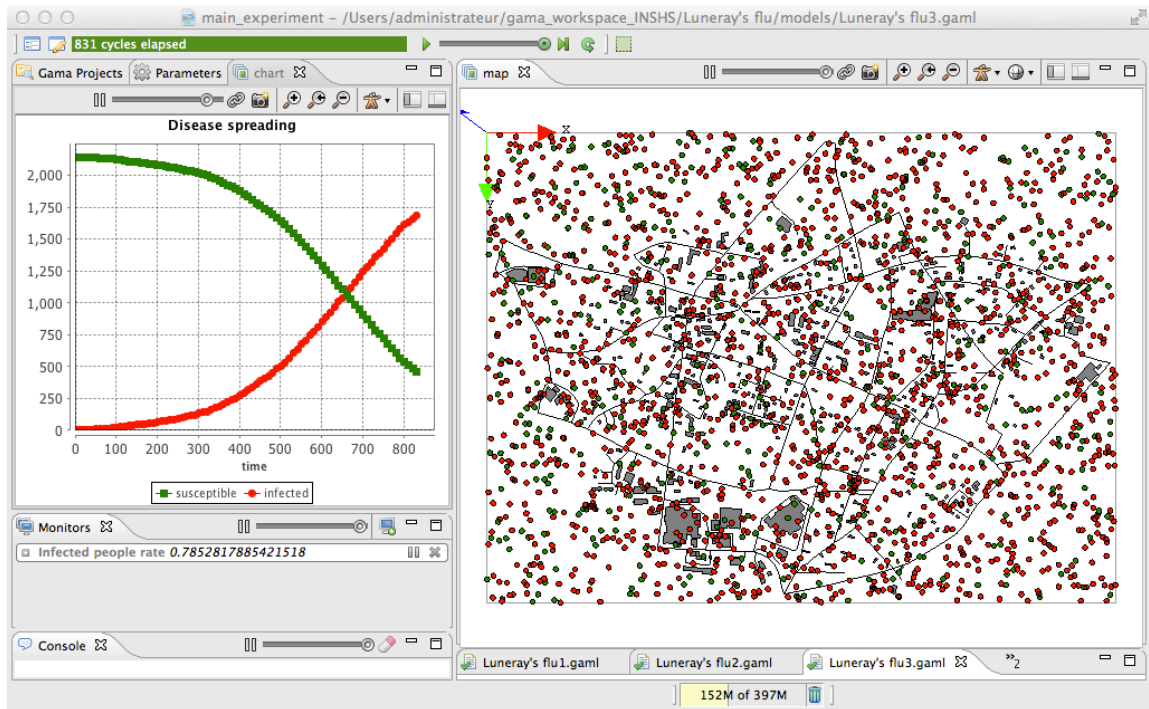 main_experiment – /Users/administrateur/gama_workspace_INSHS/Luneray's flu/models/Luneray's flu3.gaml
831 cycles elapsed
Gama Projects
Parameters
chart
Disease spreading
2,000
1,750
1,500
1,250
1,000
750
500
250
0
0 100 200 300 400 500 600 700 800
time
susceptible infected
Monitors
Infected people rate 0.7852817885421518
Console
map
X
Y
Luneray's flu1.gaml
Luneray's flu2.gaml
Luneray's flu3.gaml
»2
152M of 397M